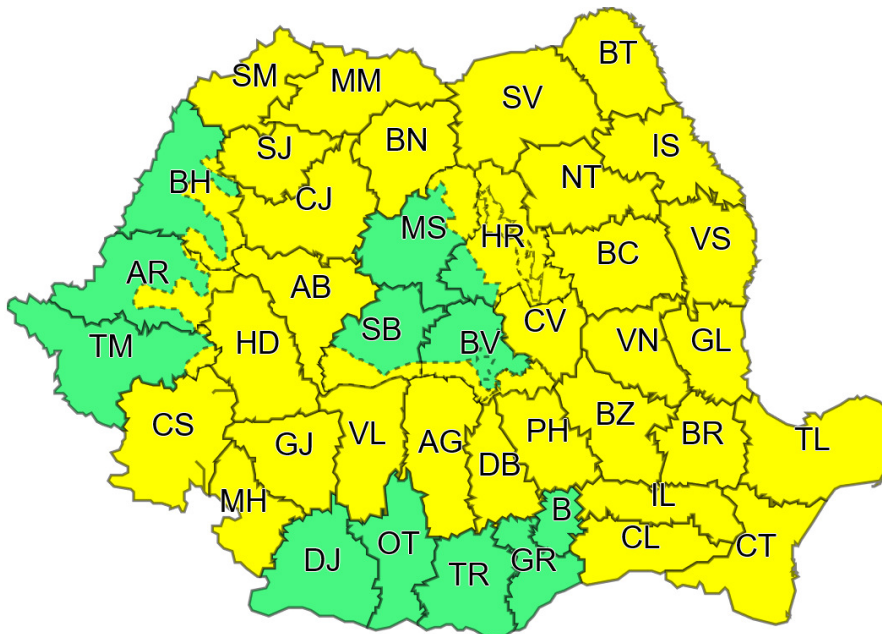 BT
SM
MM
SV
BN
IS
SJ
NT
BH
CJ
MS
HR
VS
BC
AR
AB
CV
SB
TM
HD
BV
VN
GL
CS
BZ
VL
PH
BR
GJ
AG
TL
DB
MH
IL
B
CL
OT
CT
DJ
GR
TR